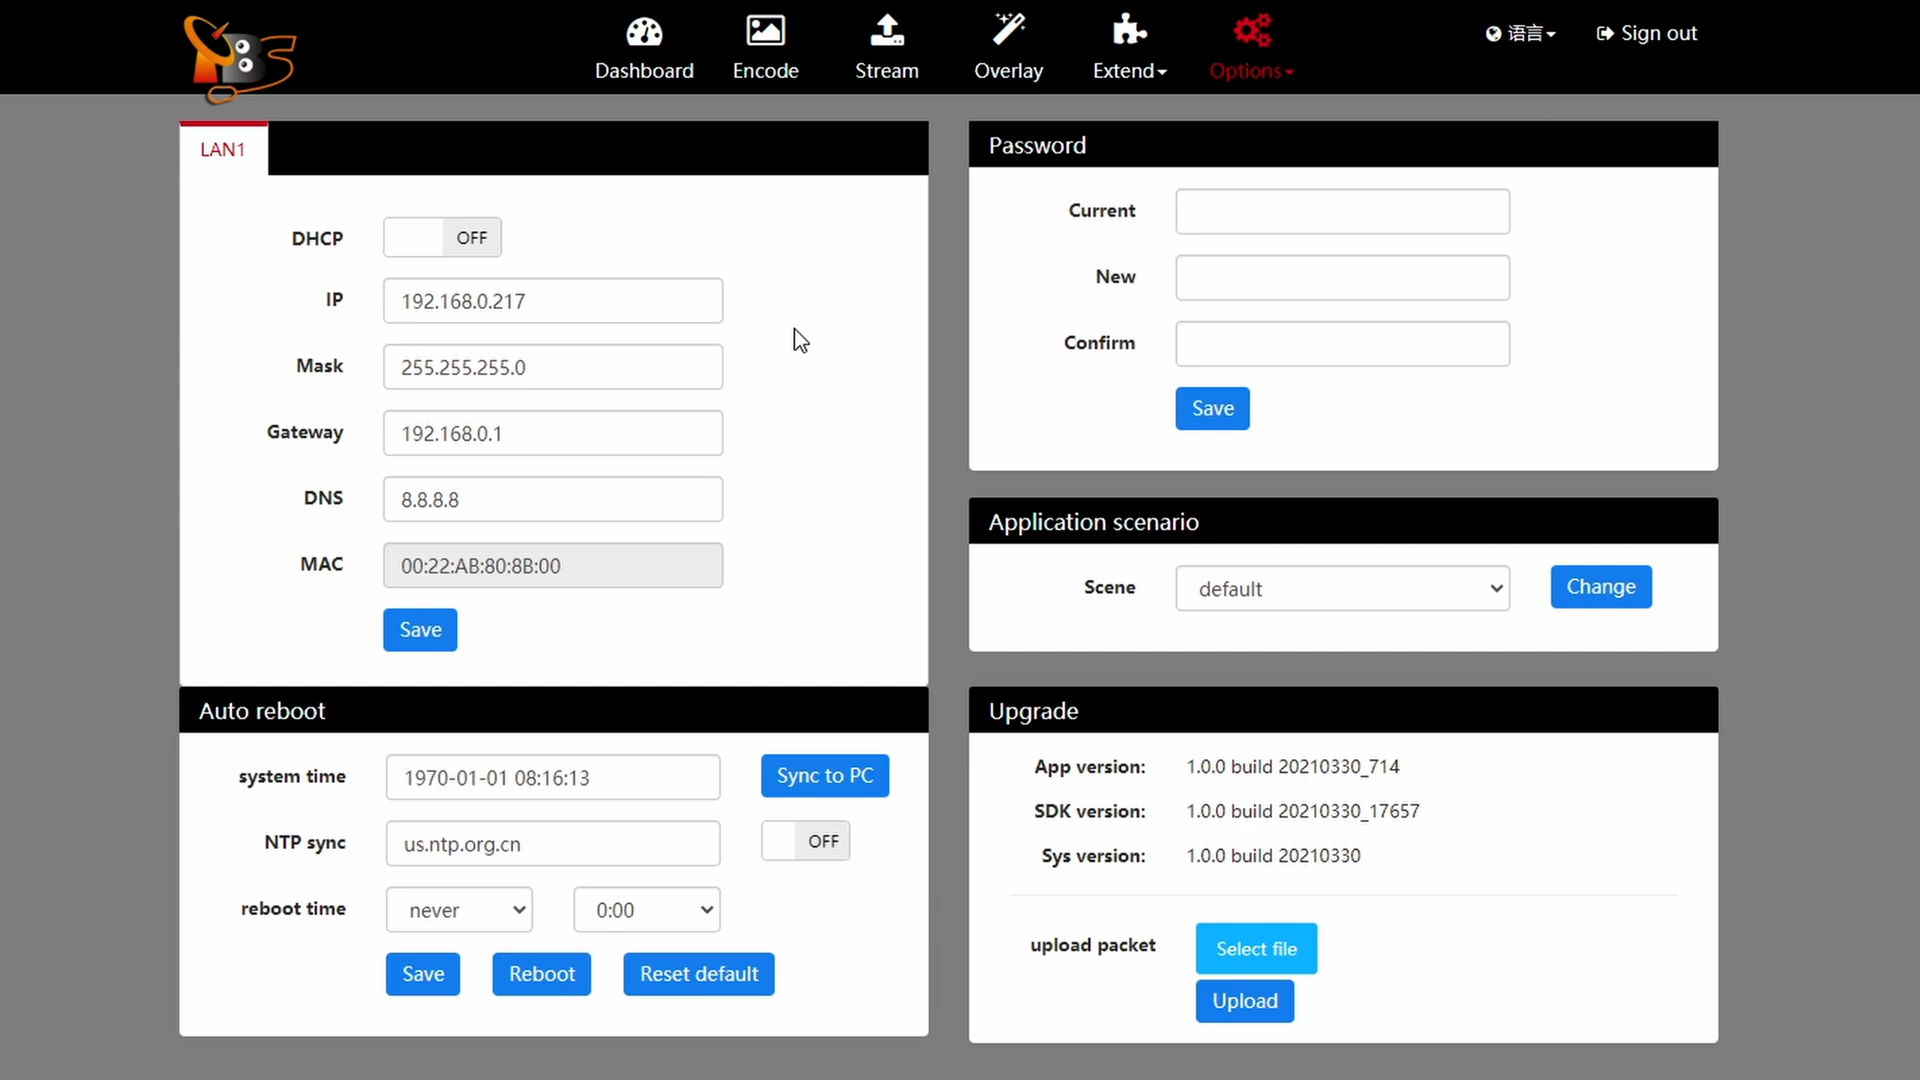 BS
Dashboard
Encode
Stream
Overlay
Extend
Options
语言
Sign out
LAN1
DHCP
OFF
IP
192.168.0.217
Mask
255.255.255.0
Gateway
192.168.0.1
DNS
8.8.8.8
MAC
00:22:AB:80:8B:00
Save
Password
Current
New
Confirm
Save
Application scenario
Scene
default
Change
Auto reboot
system time
1970-01-01 08:16:13
Sync to PC
NTP sync
us.ntp.org.cn
OFF
reboot time
never
0:00
Save
Reboot
Reset default
Upgrade
App version:
1.0.0 build 20210330_714
SDK version:
1.0.0 build 20210330_17657
Sys version:
1.0.0 build 20210330
upload packet
Select file
Upload